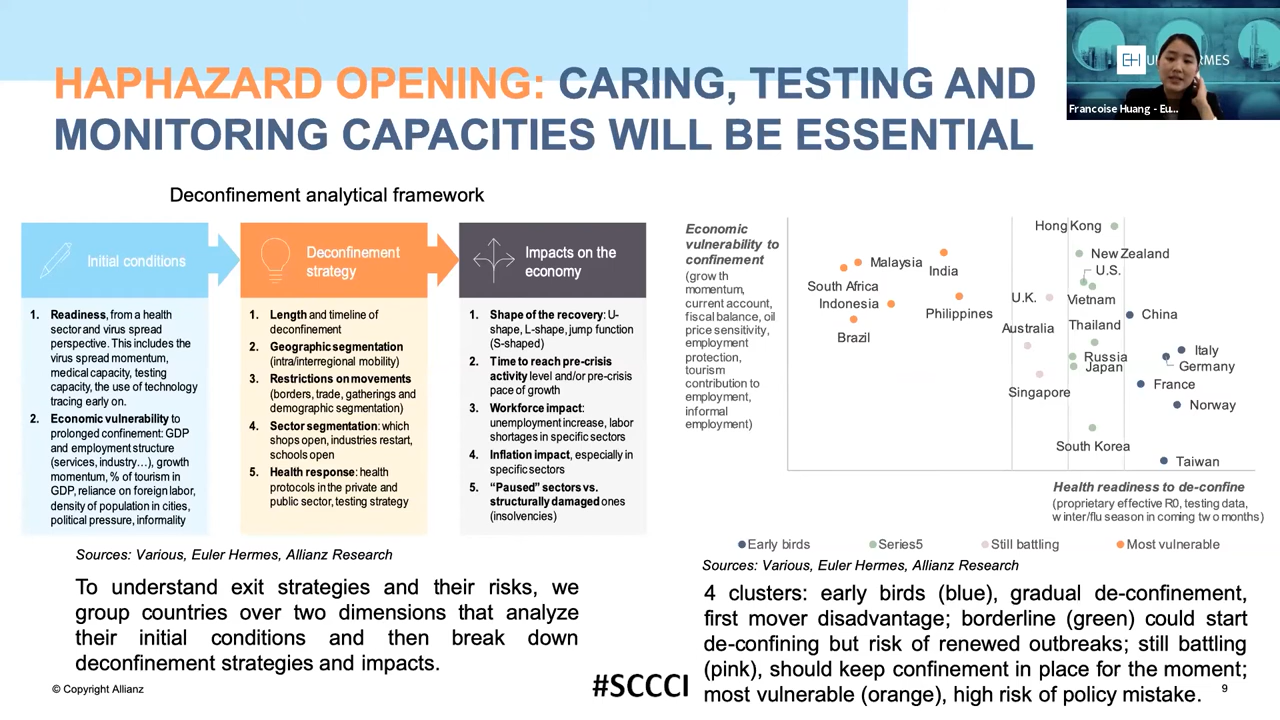 HAPHAZARD OPENING: CARING, TESTING AND
MONITORING CAPACITIES WILL BE ESSENTIAL
Francoise Huang - Eu...
Deconfinement analytical framework
Initial conditions
1. Readiness, from a health
sector and virus spread
perspective. This includes the
virus spread momentum,
medical capacity, testing
capacity, the use of technology
tracing early on.
2. Economic vulnerability to
prolonged confinement: GDP
and employment structure
(services, industry…), growth
momentum, % of tourism in
GDP, reliance on foreign labor,
density of population in cities,
political pressure, informality
Deconfinement
strategy
1. Length and timeline of
deconfinement
2. Geographic segmentation
(intra/interregional mobility)
3. Restrictions on movements
(borders, trade, gatherings and
demographic segmentation)
4. Sector segmentation: which
shops open, industries restart,
schools open
5. Health response: health
protocols in the private and
public sector, testing strategy
Impacts on the
economy
1. Shape of the recovery: U-
shape, L-shape, jump function
(S-shaped)
2. Time to reach pre-crisis
activity level and/or pre-crisis
pace of growth
3. Workforce impact:
unemployment increase, labor
shortages in specific sectors
4. Inflation impact, especially in
specific sectors
5. “Paused” sectors vs.
structurally damaged ones
(insolvencies)
Sources: Various, Euler Hermes, Allianz Research
To understand exit strategies and their risks, we
group countries over two dimensions that analyze
their initial conditions and then break down
deconfinement strategies and impacts.
© Copyright Allianz
#SCCCI
Economic
vulnerability to
confinement
(growth
momentum,
current account,
fiscal balance, oil
price sensitivity,
employment
protection,
tourism
contribution to
employment,
informal
employment)
Hong Kong
New Zealand
Malaysia
India
U.S.
South Africa
U.K.
Vietnam
Indonesia
Philippines
China
Australia
Thailand
Brazil
Italy
Russia
Germany
Japan
France
Singapore
Norway
South Korea
Taiwan
Health readiness to de-confine
(proprietary effective R0, testing data,
winter/flu season in coming two months)
Early birds
Series5
Still battling
Most vulnerable
Sources: Various, Euler Hermes, Allianz Research
4 clusters: early birds (blue), gradual de-confinement,
first mover disadvantage; borderline (green) could start
de-confining but risk of renewed outbreaks; still battling
(pink), should keep confinement in place for the moment;
most vulnerable (orange), high risk of policy mistake.
9